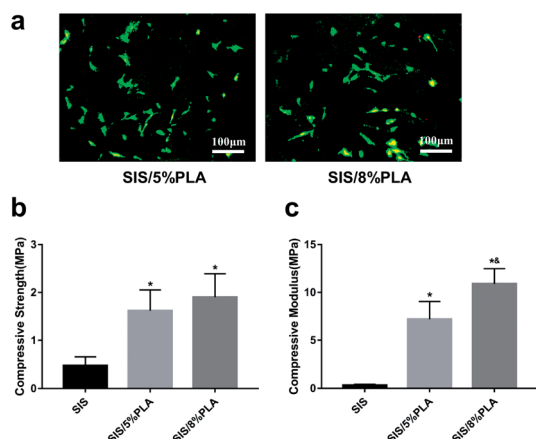 a
100μm
100μm
SIS/5%PLA
SIS/8%PLA
b
c
Compressive Strength(MPa)
3
2
1
0
*
*
SIS
SIS/5%PLA
SIS/8%PLA
Compressive Modulus(MPa)
15
10
5
0
*
*&
SIS
SIS/5%PLA
SIS/8%PLA